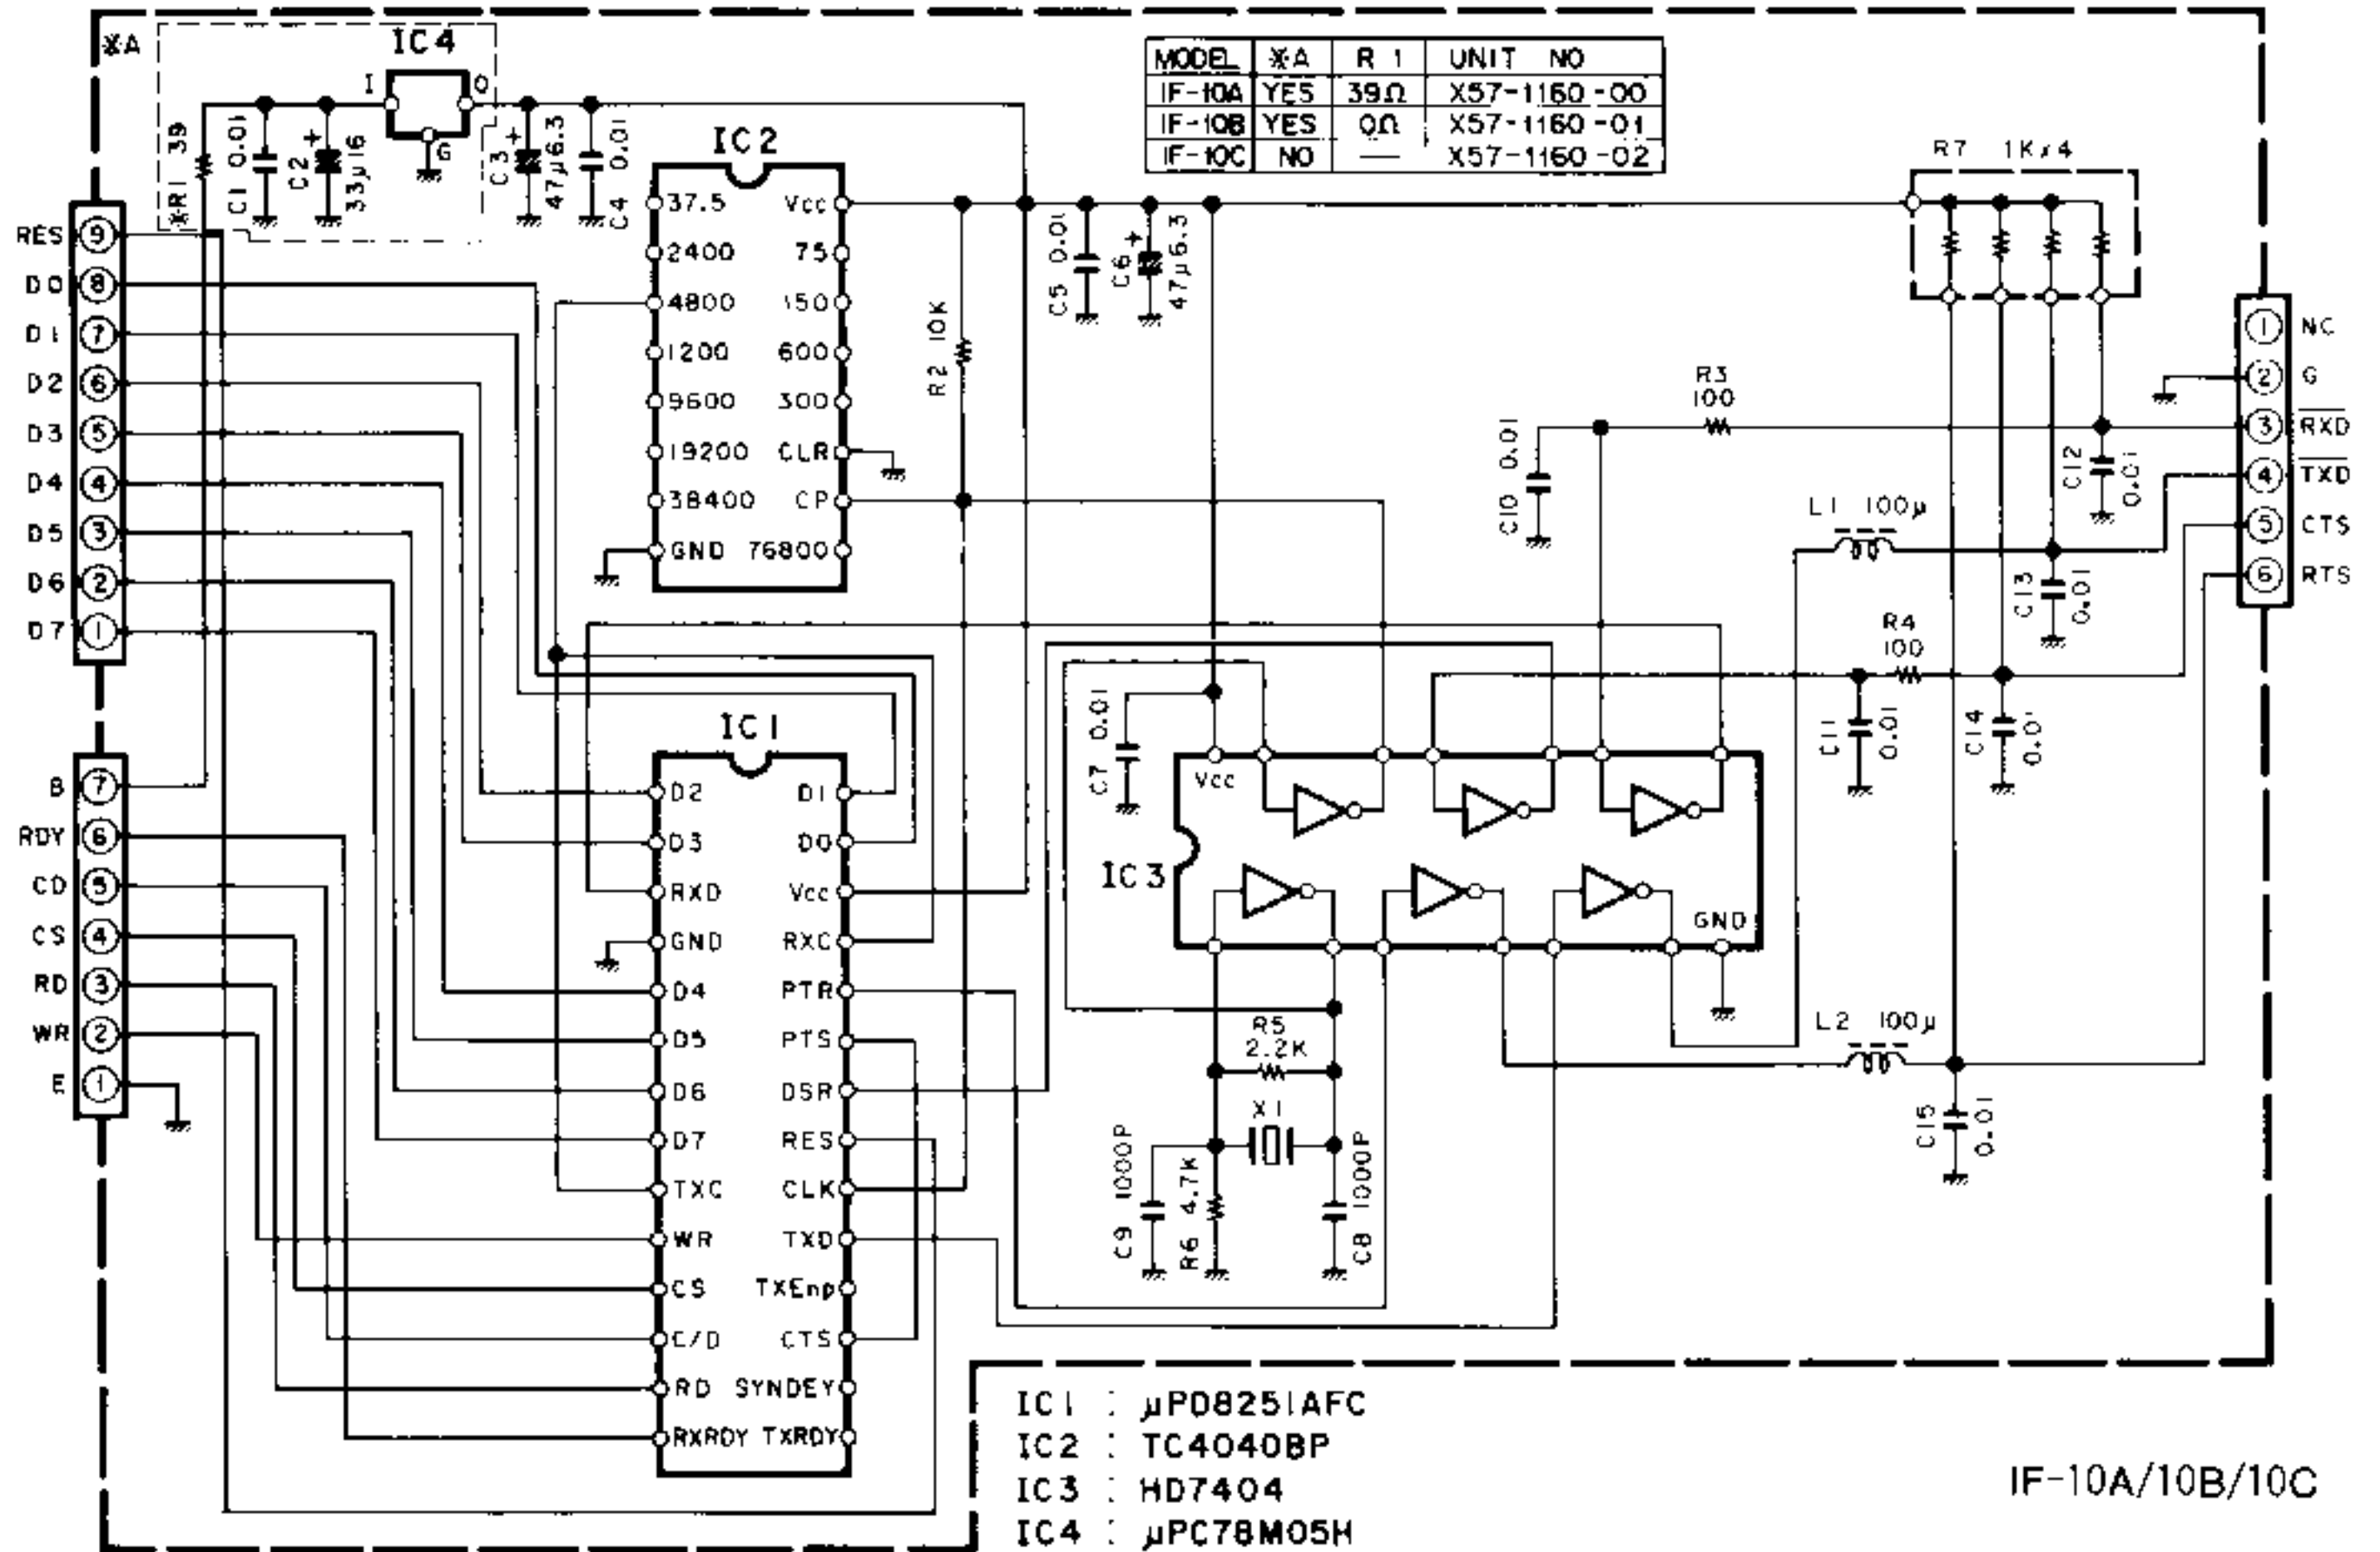 ※A
IC4
I
O
G
※R1 39
C1 0.01
C2 33µ16
+
C3 47µ6.3
+
C4 0.01
MODEL ※A R1 UNIT NO
IF-10A YES 39Ω X57-1160-00
IF-10B YES 0Ω X57-1160-01
IF-10C NO — X57-1160-02
IC2
37.5 Vcc
2400 75
4800 150
1200 600
9600 300
19200 CLR
38400 CP
GND 76800
R2 10K
C5 0.01
C6 47µ6.3
+
R7 1K×4
RES 9
D0 8
D1 7
D2 6
D3 5
D4 4
D5 3
D6 2
D7 1
1 NC
2 G
3 RXD
4 TXD
5 CTS
6 RTS
R3
100
C10 0.01
C12 0.01
L1 100µ
C13 0.01
R4
100
C11 0.01
C14 0.01
B 7
RDY 6
CD 5
CS 4
RD 3
WR 2
E 1
IC1
D2 D1
D3 D0
RXD Vcc
GND RXC
D4 PTR
D5 PTS
D6 DSR
D7 RES
TXC CLK
WR TXD
CS TXEnp
C/D CTS
RD SYNDEY
RXRDY TXRDY
C7 0.01
Vcc
IC3
GND
R5
2.2K
X1
C9 1000P
R6 4.7K
C8 1000P
L2 100µ
C15 0.01
IC1 : µPD8251AFC
IC2 : TC4040BP
IC3 : HD7404
IC4 : µPC78M05H
IF-10A/10B/10C